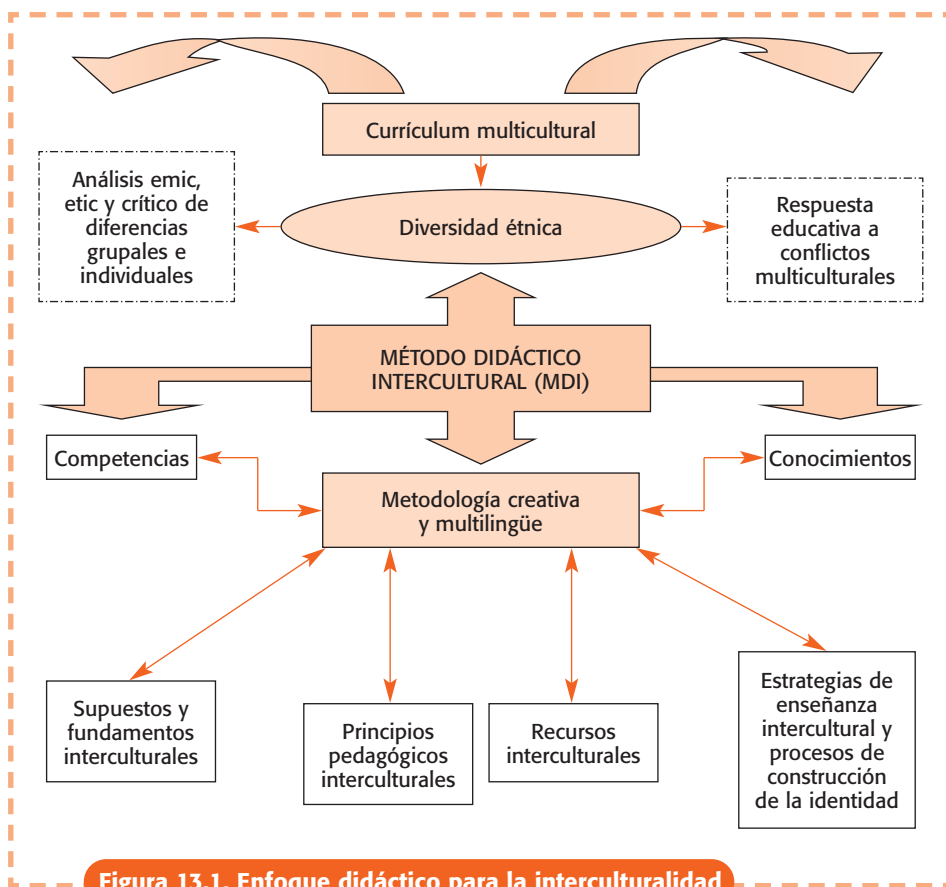 Currículum multicultural
Análisis emic,
etic y crítico de
diferencias
grupales e
individuales
Diversidad étnica
Respuesta
educativa a
conflictos
multiculturales
MÉTODO DIDÁCTICO
INTERCULTURAL (MDI)
Competencias
Conocimientos
Metodología creativa
y multilingüe
Supuestos y
fundamentos
interculturales
Principios
pedagógicos
interculturales
Recursos
interculturales
Estrategias de
enseñanza
intercultural y
procesos de
construcción
de la identidad
Figura 13.1. Enfoque didáctico para la interculturalidad